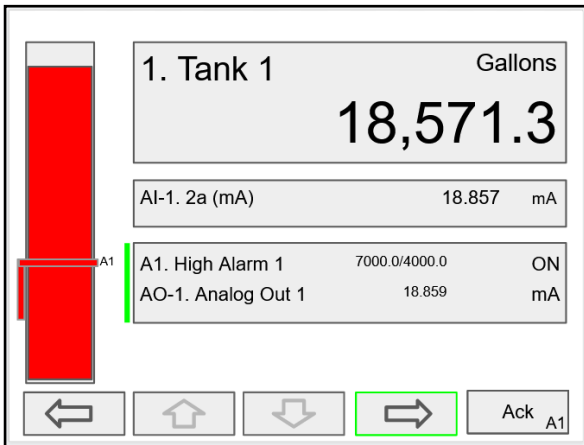 1. Tank 1 Gallons
18,571.3
AI-1. 2a (mA) 18.857 mA
A1
A1. High Alarm 1 7000.0/4000.0 ON
AO-1. Analog Out 1 18.859 mA
Ack A1